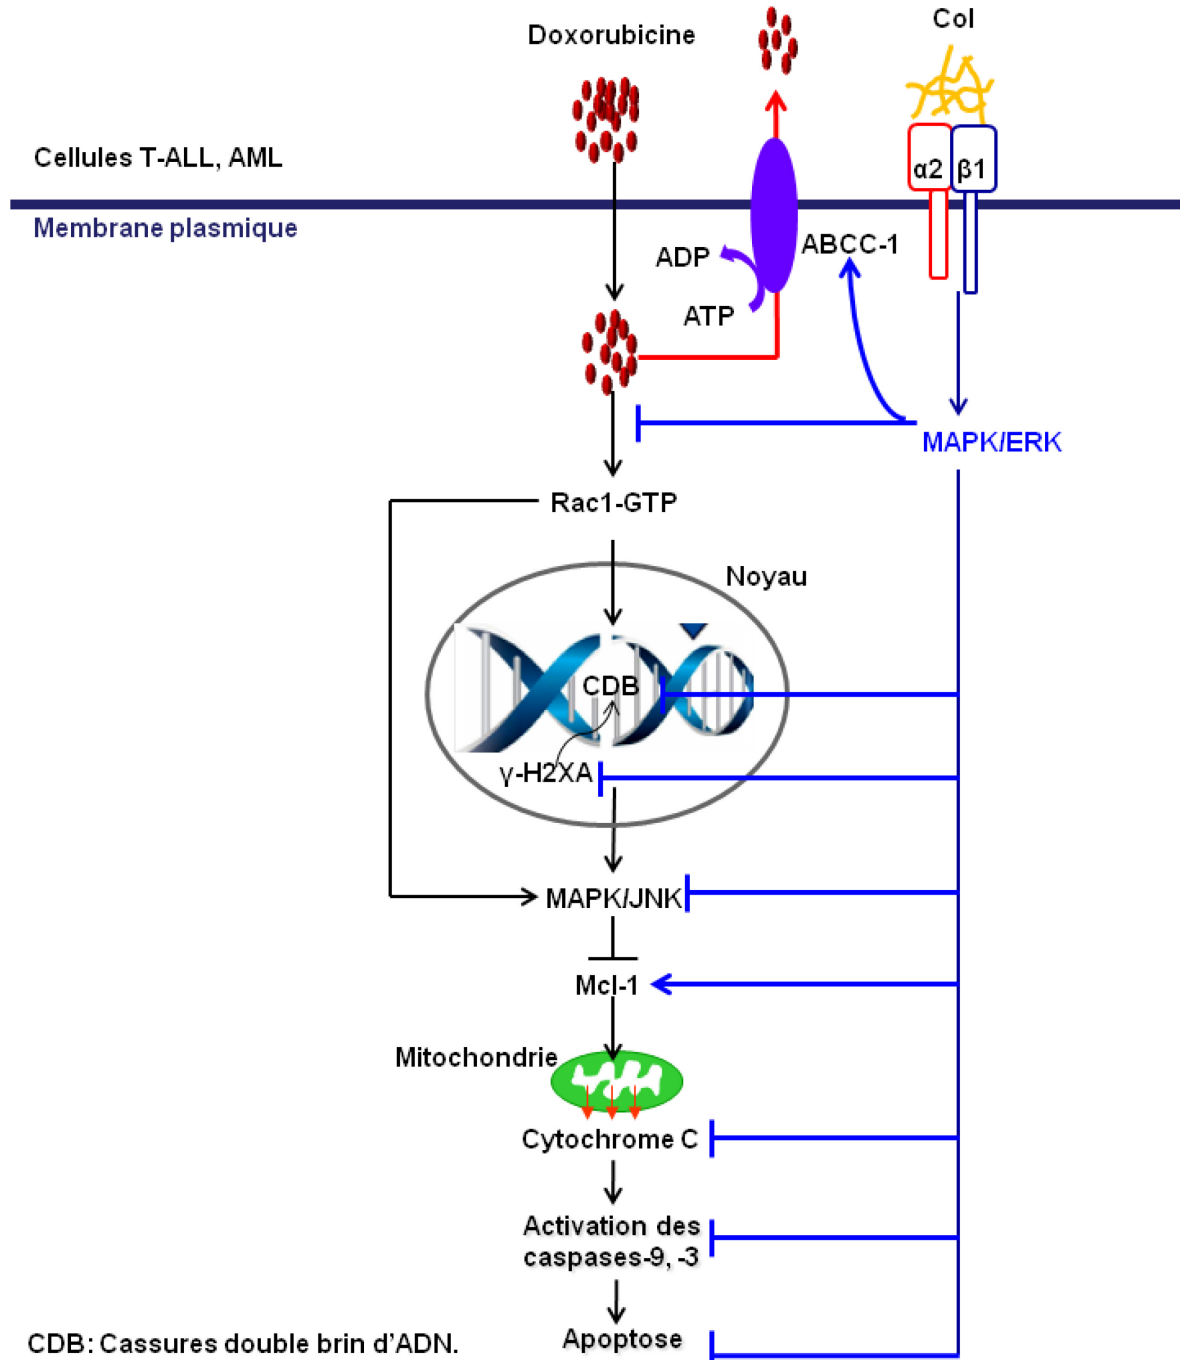 Doxorubicine
Col
Cellules T-ALL, AML
α2
β1
Membrane plasmique
ABCC-1
ADP
ATP
MAPK/ERK
Rac1-GTP
Noyau
CDB
γ-H2XA
MAPK/JNK
Mcl-1
Mitochondrie
Cytochrome C
Activation des
caspases-9, -3
Apoptose
CDB: Cassures double brin d'ADN.